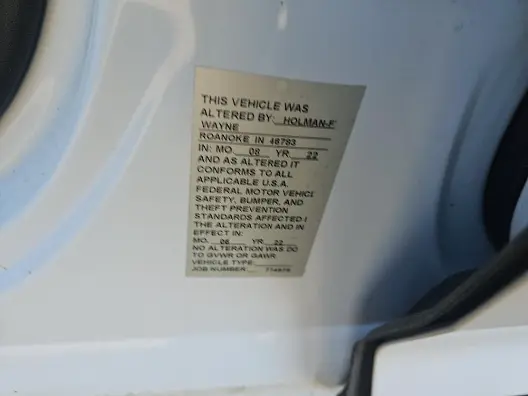 THIS VEHICLE WAS
ALTERED BY: HOLMAN-F
WAYNE
ROANOKE IN 46783
IN: MO. 06 YR. 22
AND AS ALTERED IT
CONFORMS TO ALL
APPLICABLE U.S.A.
FEDERAL MOTOR VEHICL
SAFETY, BUMPER, AND
THEFT PREVENTION
STANDARDS AFFECTED
THE ALTERATION AND IN
EFFECT IN:
MO. 06 YR. 22
NO ALTERATION WAS DO
TO GVWR OR GAWR.
VEHICLE TYPE:
JOB NUMBER: